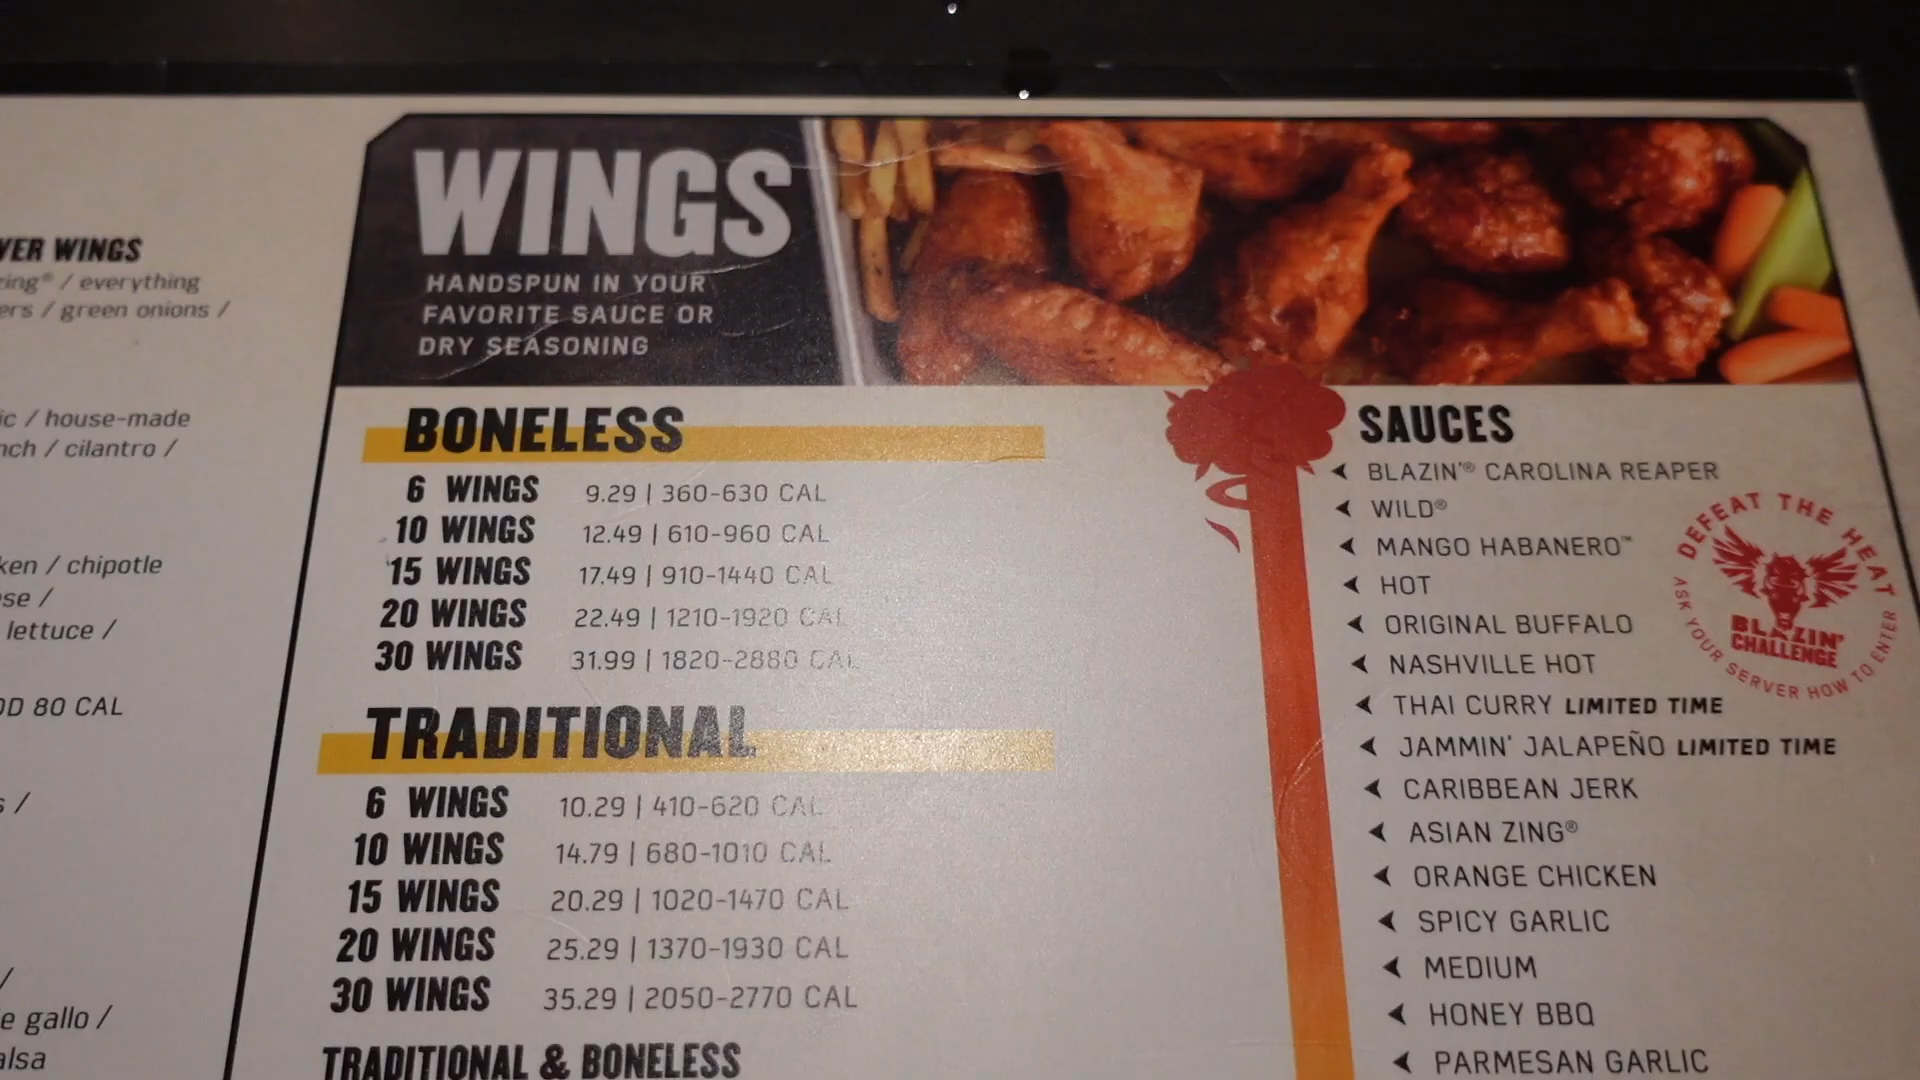 VER WINGS
zing® / everything
ers / green onions /
ic / house-made
nch / cilantro /
ken / chipotle
ese /
lettuce /
OD 80 CAL
s /
/
e gallo /
alsa
WINGS
HANDSPUN IN YOUR
FAVORITE SAUCE OR
DRY SEASONING
BONELESS
6 WINGS 9.29 | 360-630 CAL
10 WINGS 12.49 | 610-960 CAL
15 WINGS 17.49 | 910-1440 CAL
20 WINGS 22.49 | 1210-1920 CAL
30 WINGS 31.99 | 1820-2880 CAL
TRADITIONAL
6 WINGS 10.29 | 410-620 CAL
10 WINGS 14.79 | 680-1010 CAL
15 WINGS 20.29 | 1020-1470 CAL
20 WINGS 25.29 | 1370-1930 CAL
30 WINGS 35.29 | 2050-2770 CAL
TRADITIONAL & BONELESS
SAUCES
BLAZIN'® CAROLINA REAPER
WILD®
MANGO HABANERO™
HOT
ORIGINAL BUFFALO
NASHVILLE HOT
THAI CURRY LIMITED TIME
JAMMIN' JALAPEÑO LIMITED TIME
CARIBBEAN JERK
ASIAN ZING®
ORANGE CHICKEN
SPICY GARLIC
MEDIUM
HONEY BBQ
PARMESAN GARLIC
DEFEAT THE HEAT
BLAZIN'
CHALLENGE
ASK YOUR SERVER HOW TO ENTER